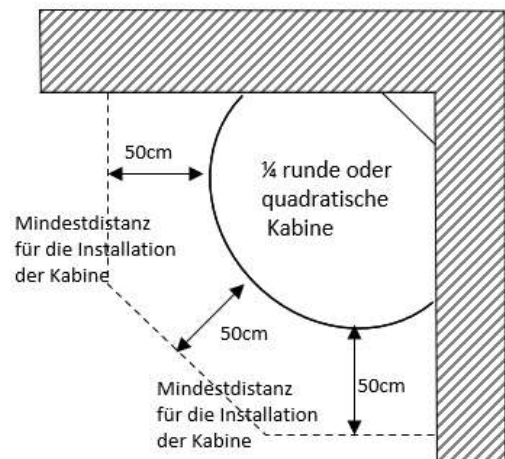 50cm
¼ runde oder
quadratische
Kabine
Mindestdistanz
für die Installation
der Kabine
50cm
Mindestdistanz
für die Installation
der Kabine
50cm